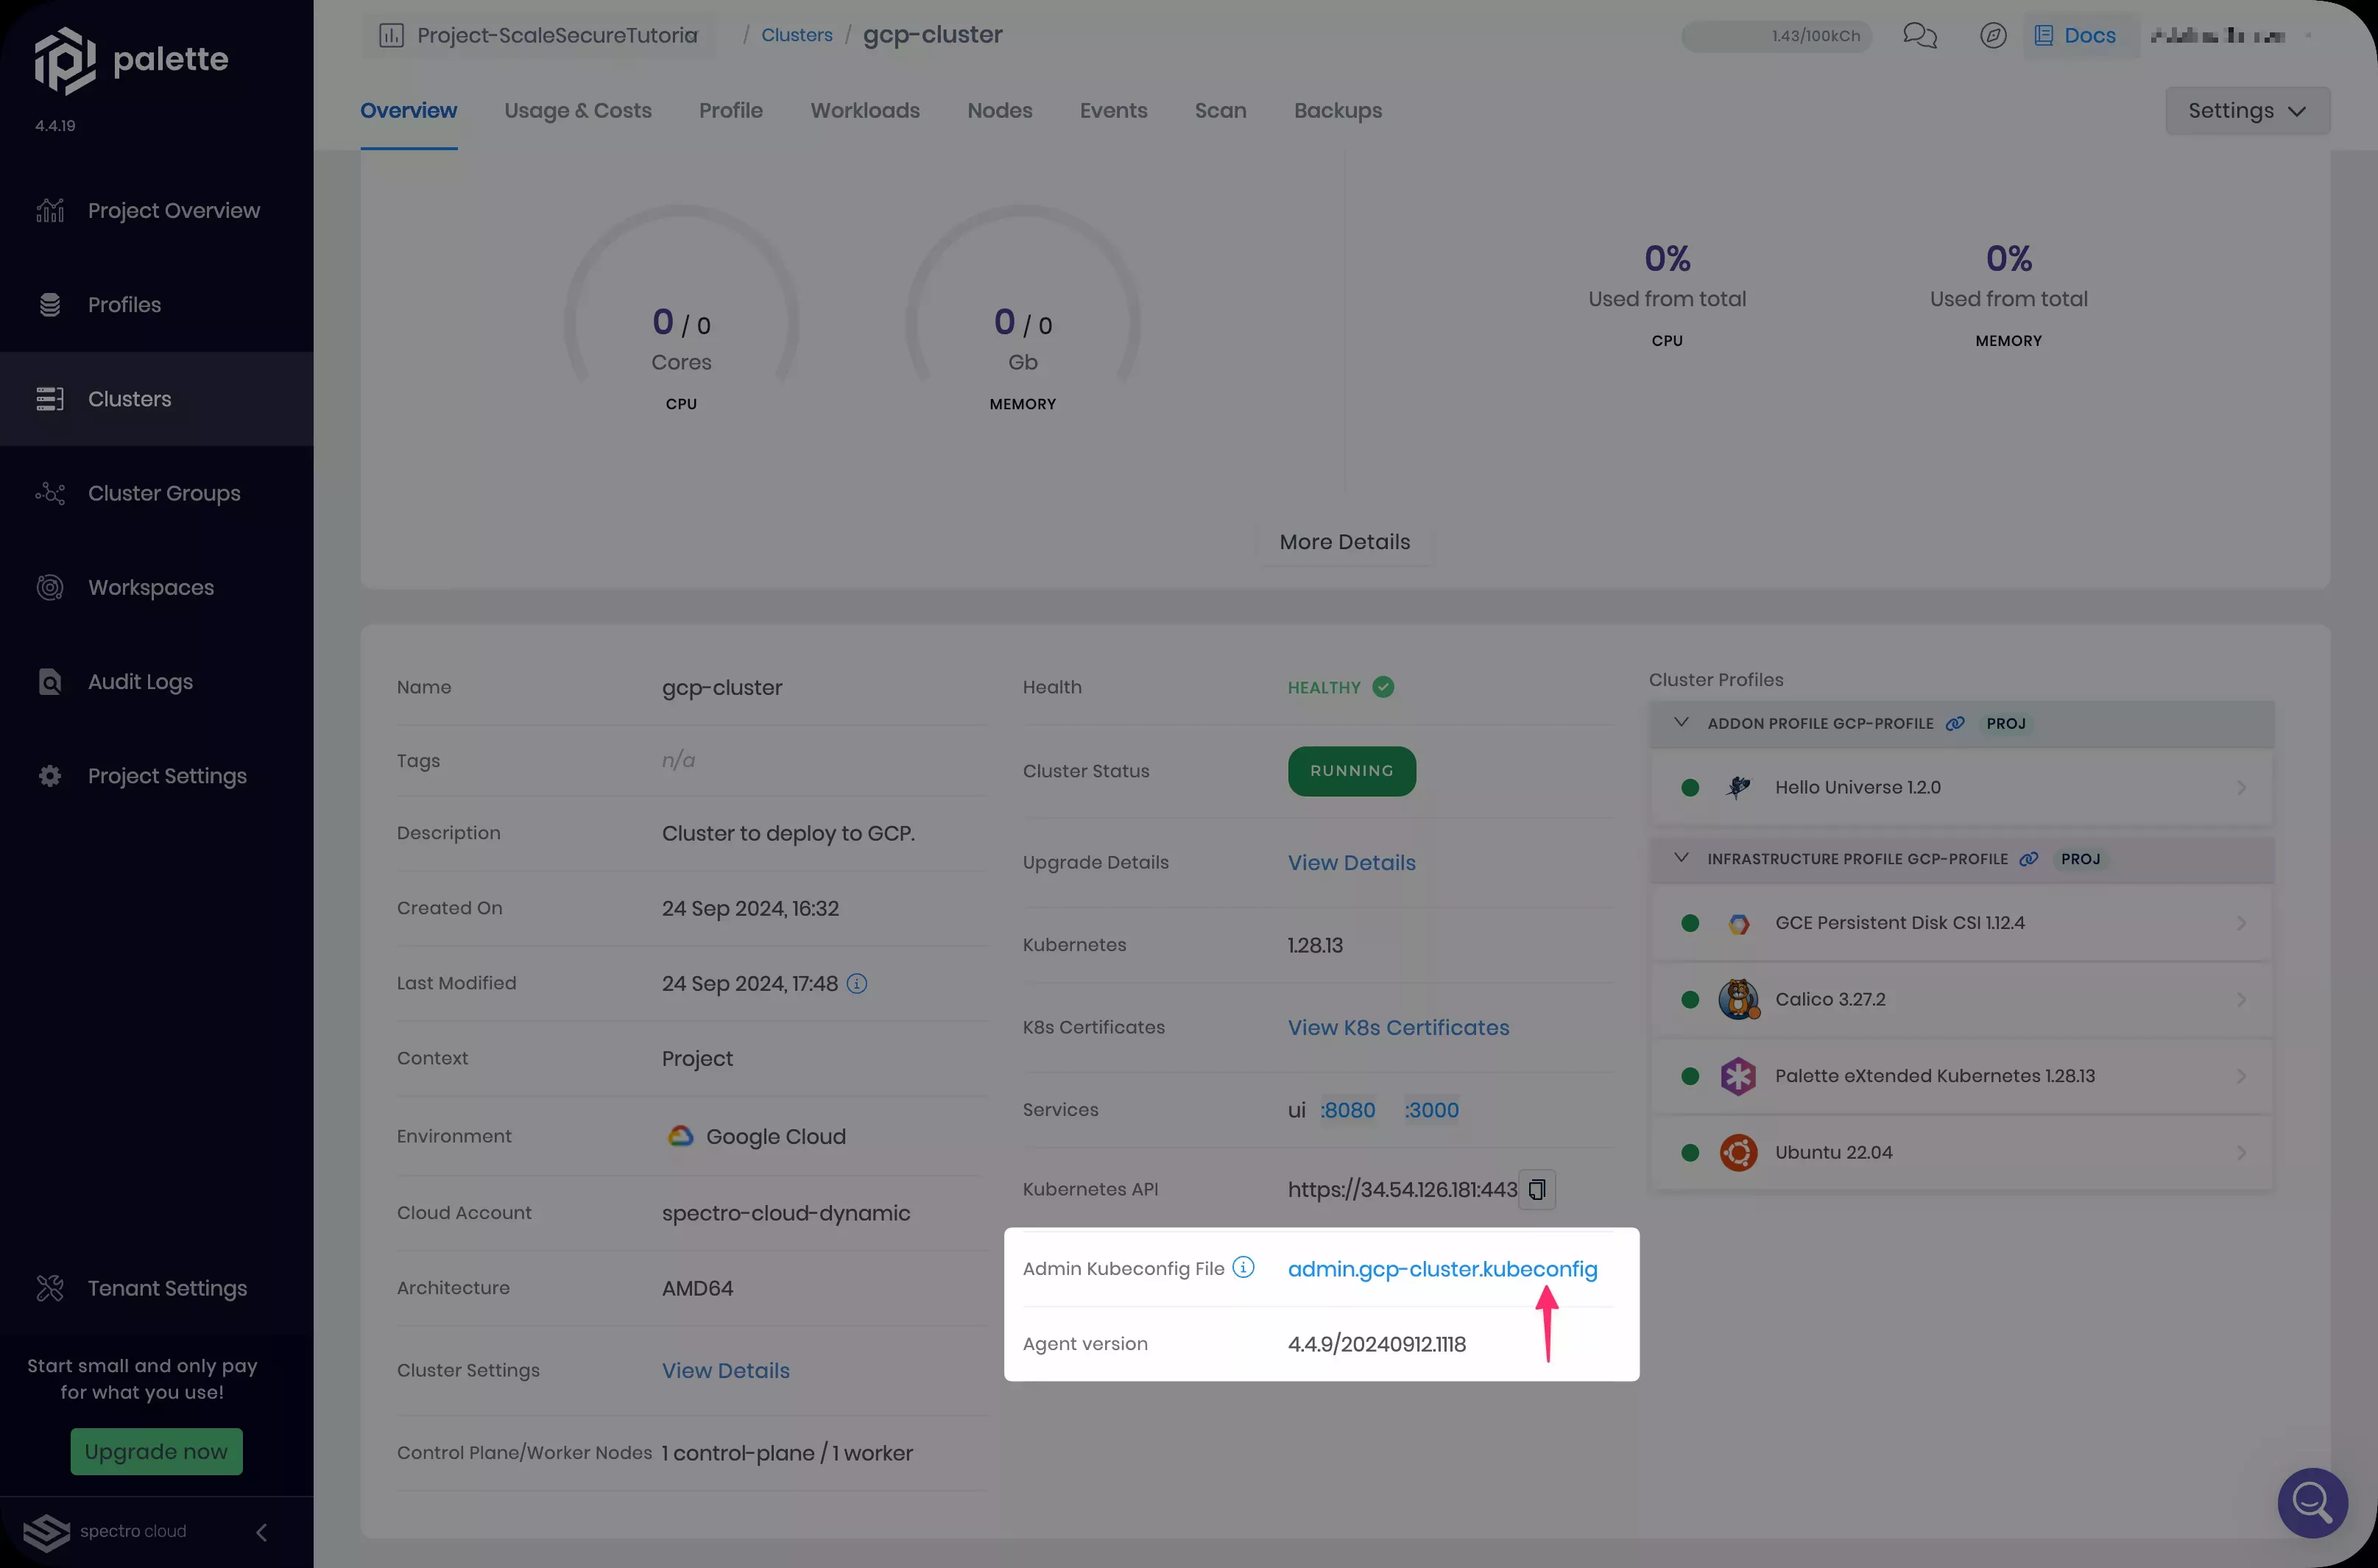 palette
4.4.19
Project Overview
Profiles
Clusters
Cluster Groups
Workspaces
Audit Logs
Project Settings
Tenant Settings
Start small and only pay
for what you use!
Upgrade now
spectro cloud
Project-ScaleSecureTutoria
/ Clusters / gcp-cluster
1.43/100kCh
Docs
Overview Usage & Costs Profile Workloads Nodes Events Scan Backups
Settings
0 / 0
Cores
CPU
0 / 0
Gb
MEMORY
0%
Used from total
CPU
0%
Used from total
MEMORY
More Details
Name gcp-cluster
Tags n/a
Description Cluster to deploy to GCP.
Created On 24 Sep 2024, 16:32
Last Modified 24 Sep 2024, 17:48
Context Project
Environment Google Cloud
Cloud Account spectro-cloud-dynamic
Architecture AMD64
Cluster Settings View Details
Control Plane/Worker Nodes 1 control-plane / 1 worker
Health HEALTHY
Cluster Status RUNNING
Upgrade Details View Details
Kubernetes 1.28.13
K8s Certificates View K8s Certificates
Services ui :8080 :3000
Kubernetes API https://34.54.126.181:443
Admin Kubeconfig File admin.gcp-cluster.kubeconfig
Agent version 4.4.9/20240912.1118
Cluster Profiles
ADDON PROFILE GCP-PROFILE PROJ
Hello Universe 1.2.0
INFRASTRUCTURE PROFILE GCP-PROFILE PROJ
GCE Persistent Disk CSI 1.12.4
Calico 3.27.2
Palette eXtended Kubernetes 1.28.13
Ubuntu 22.04